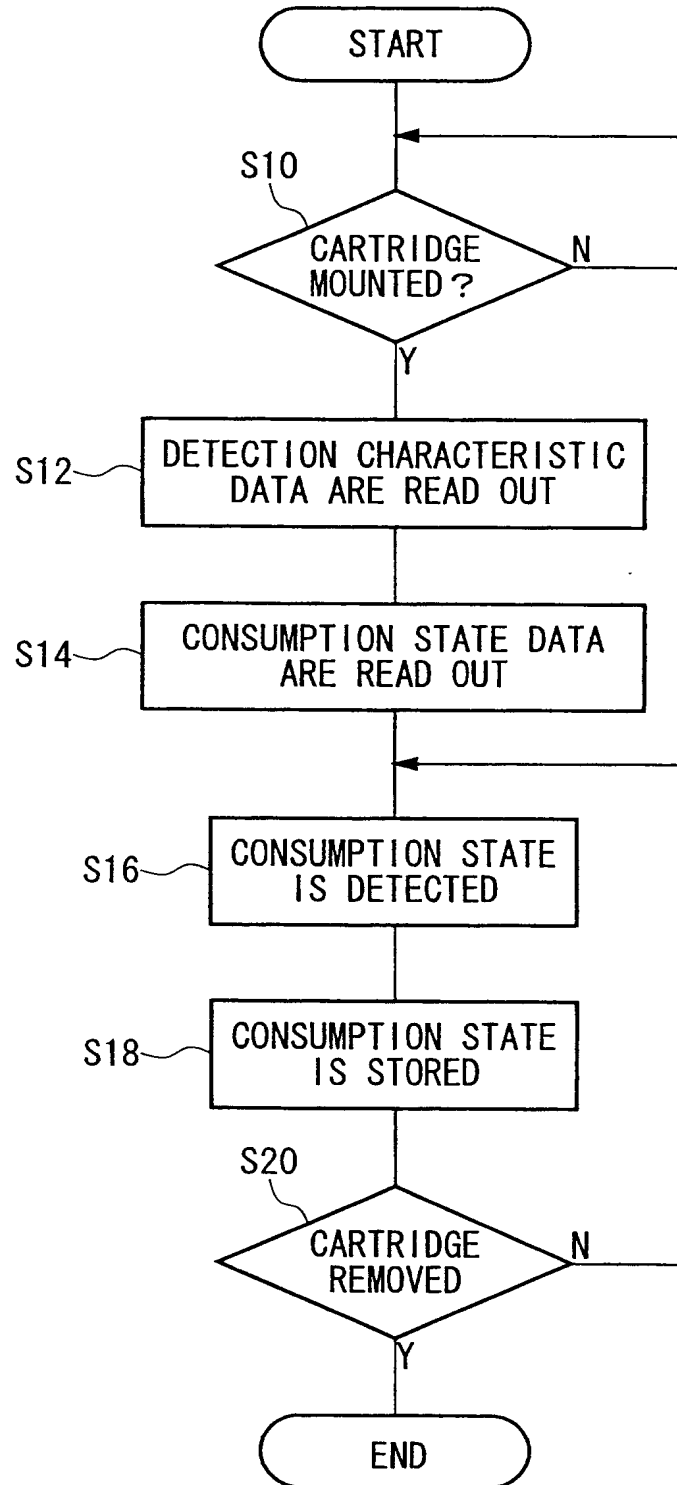 START
S10
CARTRIDGE
MOUNTED?
N
Y
S12
DETECTION CHARACTERISTIC
DATA ARE READ OUT
S14
CONSUMPTION STATE DATA
ARE READ OUT
S16
CONSUMPTION STATE
IS DETECTED
S18
CONSUMPTION STATE
IS STORED
S20
CARTRIDGE
REMOVED
N
Y
END